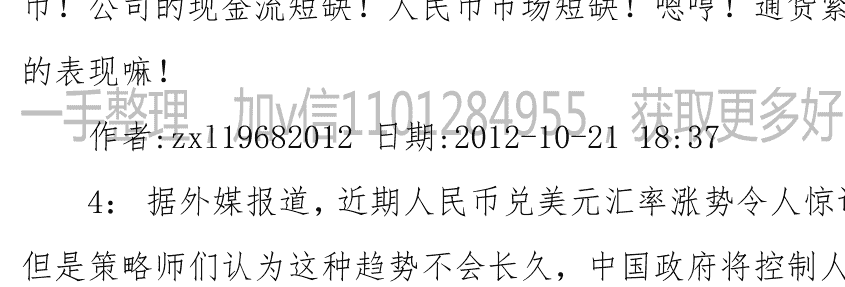 币！公司的现金流短缺！人民币市场短缺！嗯哼！通货紧
的表现嘛！
一手整理 加v信1101284955 获取更多好
作者:zxl19682012 日期:2012-10-21 18:37
4： 据外媒报道，近期人民币兑美元汇率涨势令人惊
但是策略师们认为这种趋势不会长久，中国政府将控制人